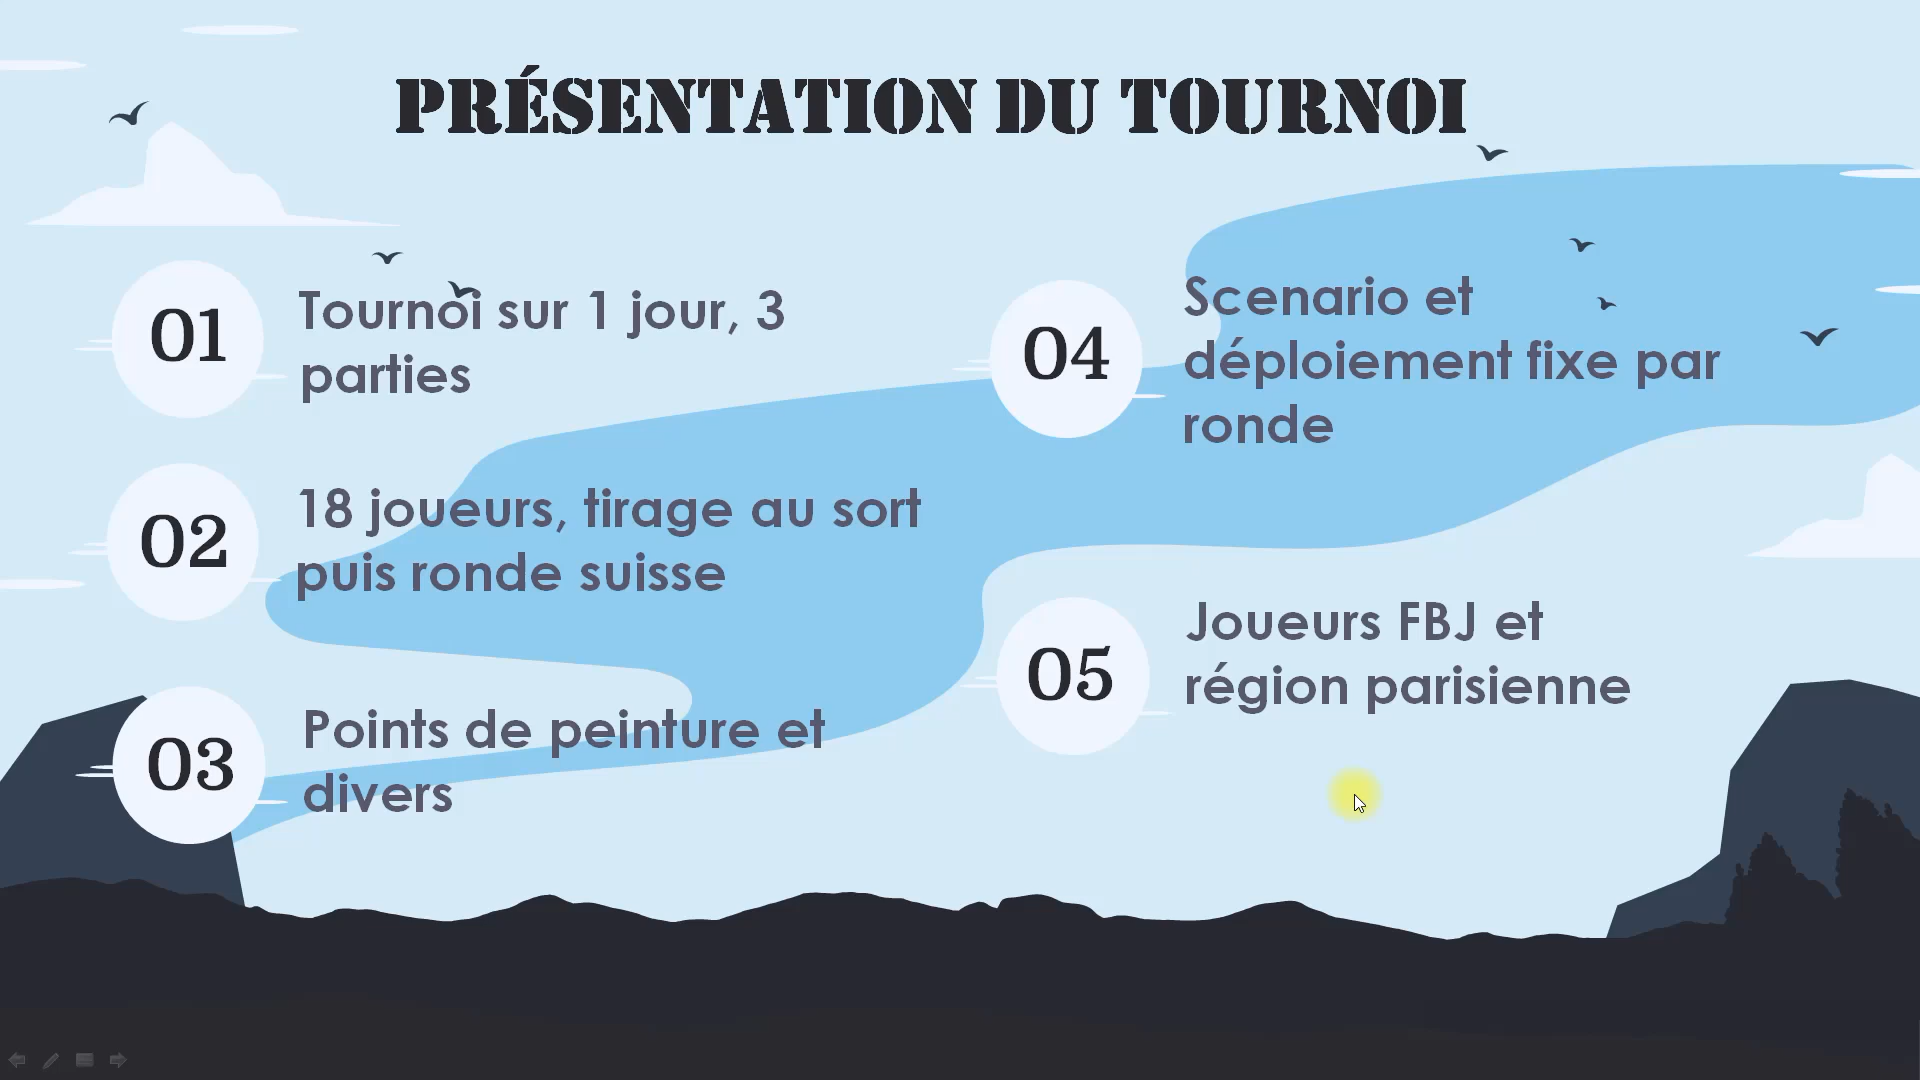 PRÉSENTATION DU TOURNOI
01
Tournoi sur 1 jour, 3
parties
02
18 joueurs, tirage au sort
puis ronde suisse
03
Points de peinture et
divers
04
Scenario et
déploiement fixe par
ronde
05
Joueurs FBJ et
région parisienne